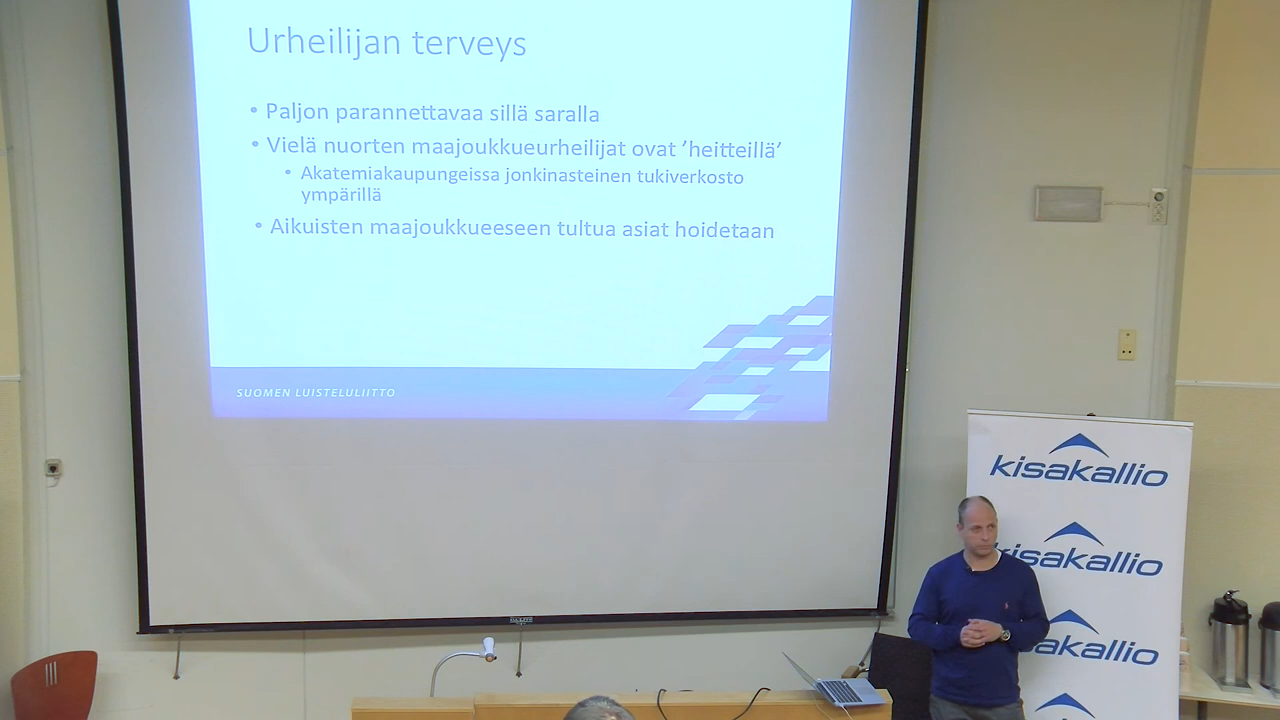 Urheilijan terveys
• Paljon parannettavaa sillä saralla
• Vielä nuorten maajoukkueurheilijat ovat ’heitteillä’
• Akatemiakaupungeissa jonkinasteinen tukiverkosto
ympärillä
• Aikuisten maajoukkueeseen tultua asiat hoidetaan
SUOMEN LUISTELULIITTO
kisakallio
kisakallio
sakallio